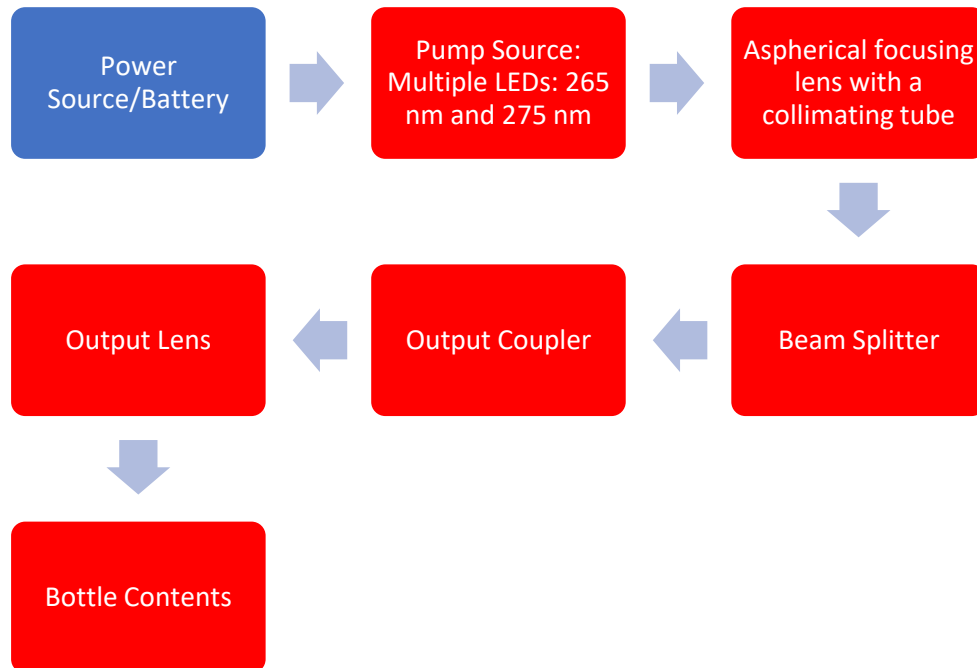 Power
Source/Battery
Pump Source:
Multiple LEDs: 265
nm and 275 nm
Aspherical focusing
lens with a
collimating tube
Output Lens
Output Coupler
Beam Splitter
Bottle Contents